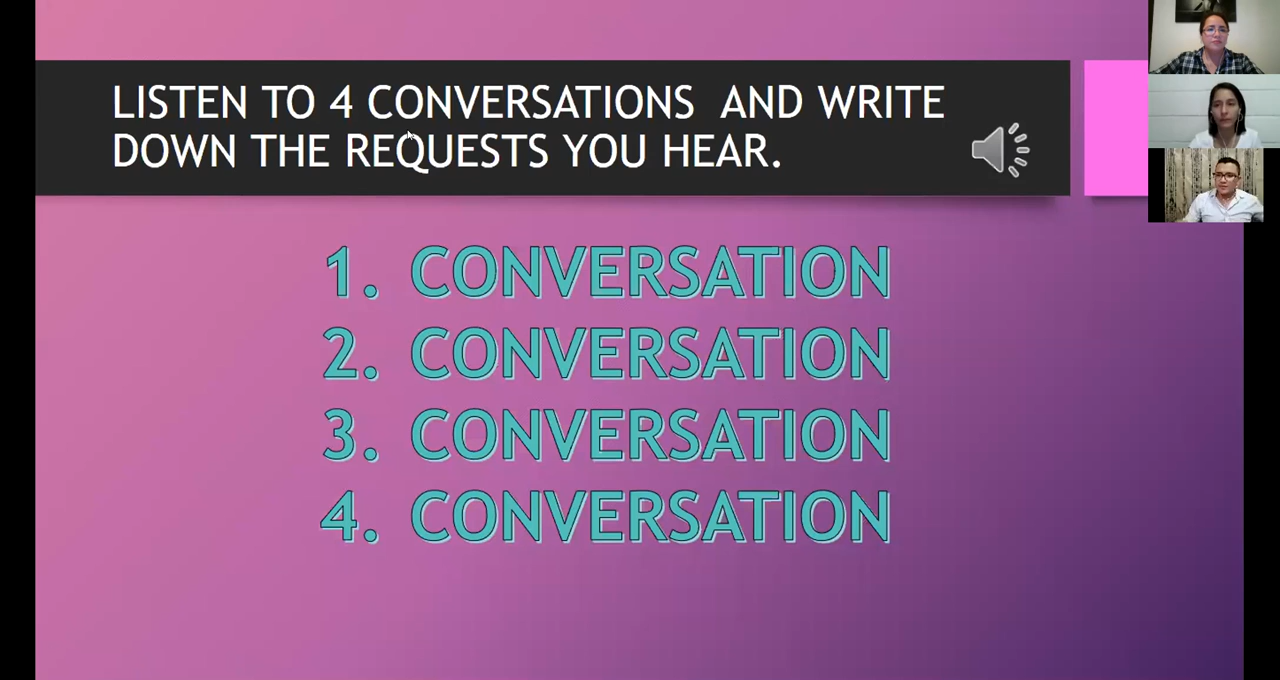 LISTEN TO 4 CONVERSATIONS AND WRITE
DOWN THE REQUESTS YOU HEAR.
1. CONVERSATION
2. CONVERSATION
3. CONVERSATION
4. CONVERSATION